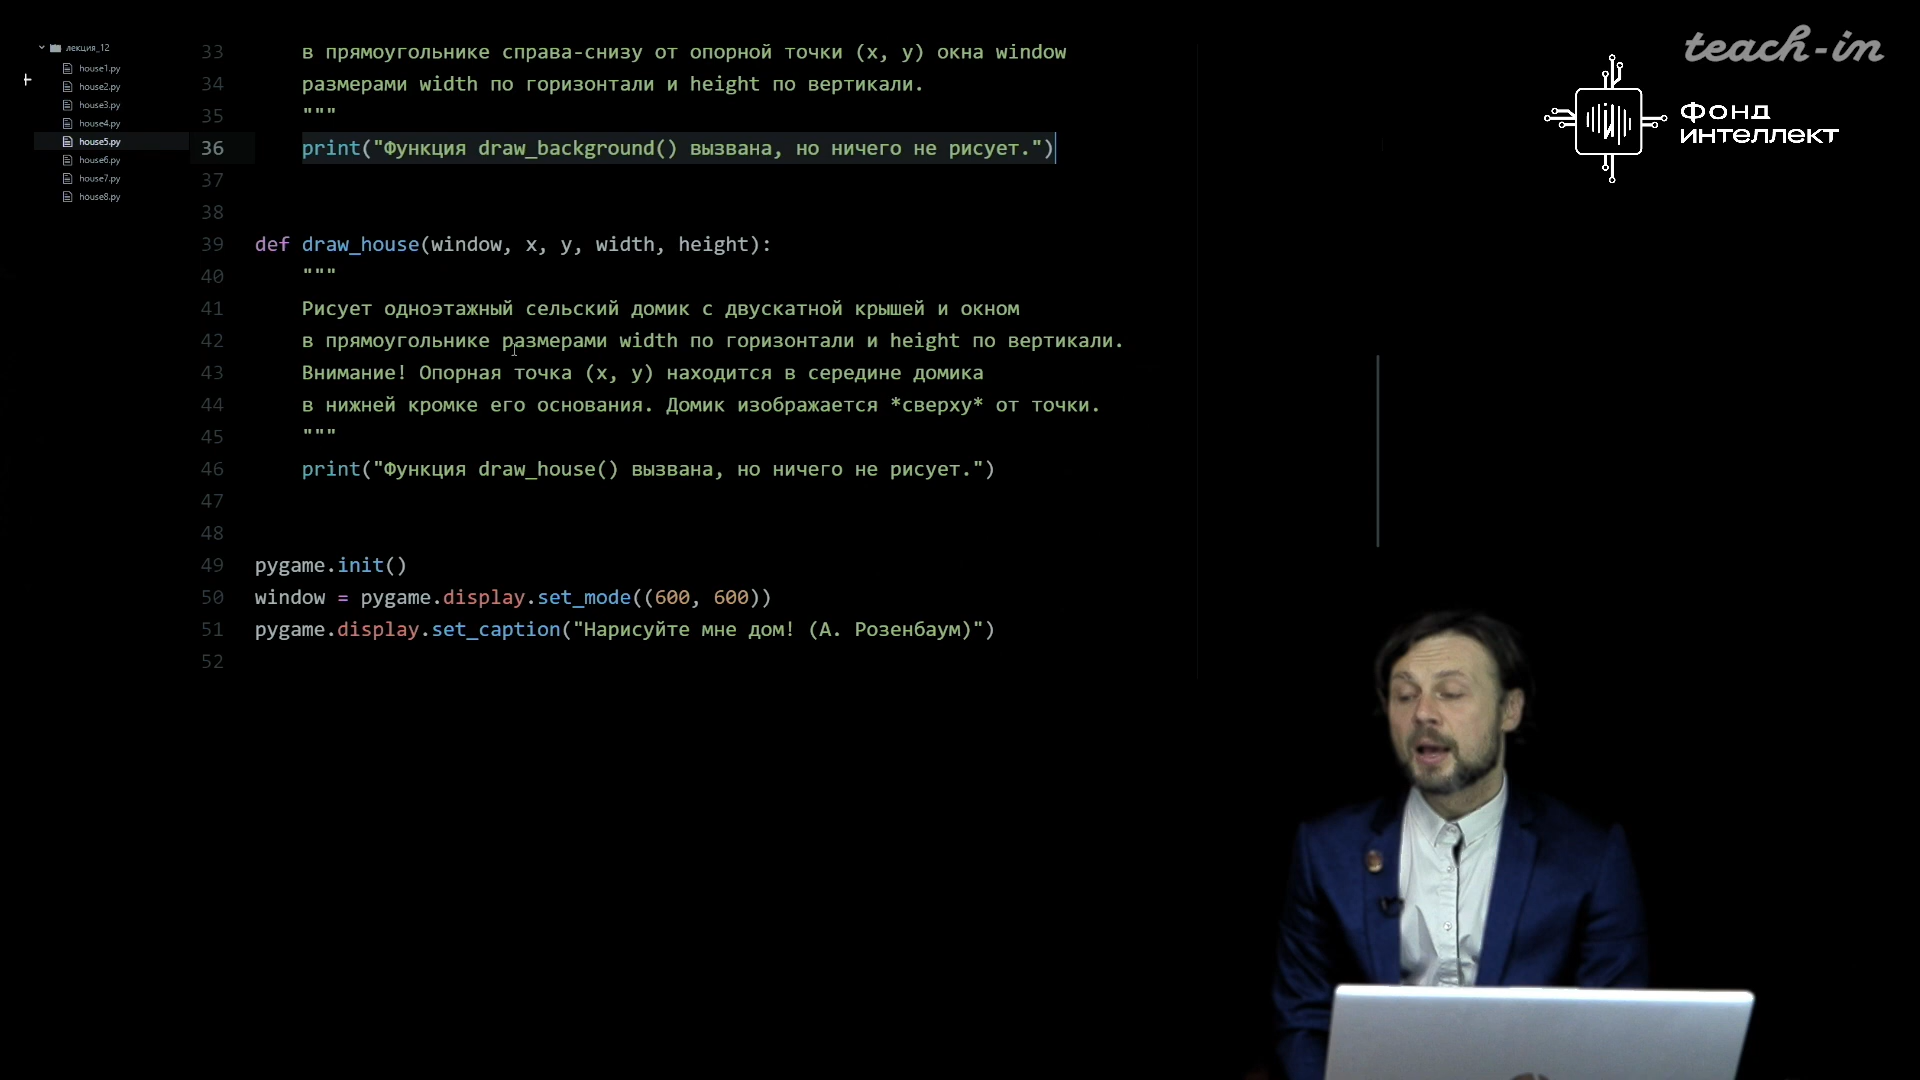 лекция_12
house1.py
house2.py
house3.py
house4.py
house5.py
house6.py
house7.py
house8.py
33 в прямоугольнике справа-снизу от опорной точки (x, y) окна window
34 размерами width по горизонтали и height по вертикали.
35 """
36 print("Функция draw_background() вызвана, но ничего не рисует.")
37
38
39 def draw_house(window, x, y, width, height):
40 """
41 Рисует одноэтажный сельский домик с двускатной крышей и окном
42 в прямоугольнике размерами width по горизонтали и height по вертикали.
43 Внимание! Опорная точка (x, y) находится в середине домика
44 в нижней кромке его основания. Домик изображается *сверху* от точки.
45 """
46 print("Функция draw_house() вызвана, но ничего не рисует.")
47
48
49 pygame.init()
50 window = pygame.display.set_mode((600, 600))
51 pygame.display.set_caption("Нарисуйте мне дом! (А. Розенбаум)")
52
teach-in
Фонд
интеллект